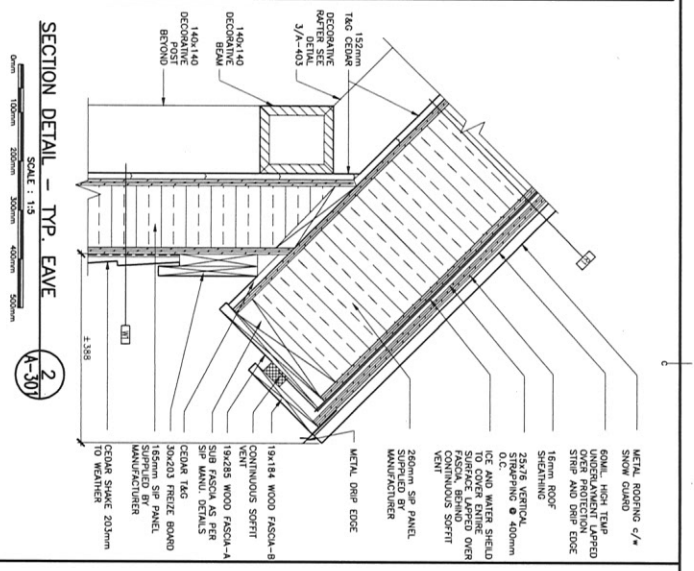 METAL ROOFING c/w
SNOW GUARD
60MIL HIGH TEMP
UNDERLAYMENT LAPPED
OVER PROTECTION
STRIP AND DRIP EDGE
16mm ROOF
SHEATHING
25x76 VERTICAL
STRAPPING @ 400mm
O.C.
ICE AND WATER SHEILD
TO COVER ENTIRE
SURFACE LAPPED OVER
FASCIA, BEHIND
CONTINUOUS SOFFIT
VENT
260mm SIP PANEL
SUPPLIED BY
MANUFACTURER
METAL DRIP EDGE
19x184 WOOD FASCIA-B
CONTINUOUS SOFFIT
VENT
19x285 WOOD FASCIA-A
SUB FASCIA AS PER
SIP MANU. DETAILS
CEDAR T&G
30x203 FREIZE BOARD
165mm SIP PANEL
SUPPLIED BY
MANUFACTURER
CEDAR SHAKE 203mm
TO WEATHER
152mm
T&G CEDAR
DECORATIVE
RAFTER SEE
DETAIL
3/A-403
140x140
DECORATIVE
BEAM
140x140
DECORATIVE
POST
BEYOND
± 388
R1
W1
C
SECTION DETAIL - TYP. EAVE
SCALE : 1:5
2
A-301
0mm 100mm 200mm 300mm 400mm 500mm